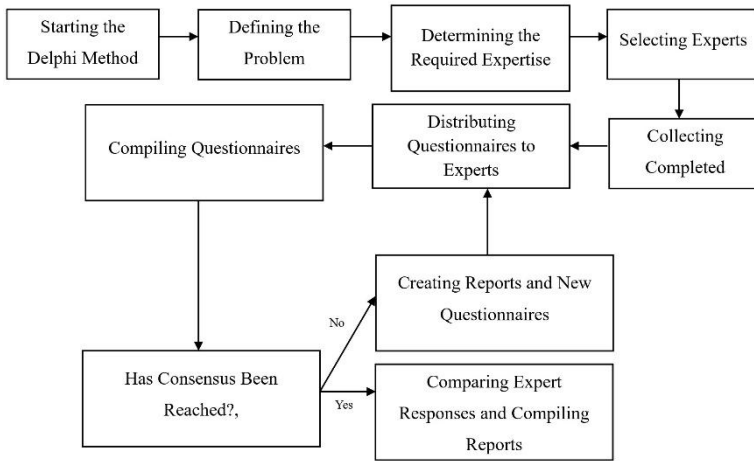 Starting the
Delphi Method
Defining the
Problem
Determining the
Required Expertise
Selecting Experts
Collecting
Completed
Distributing
Questionnaires to
Experts
Compiling Questionnaires
Creating Reports and New
Questionnaires
No
Has Consensus Been
Reached?,
Yes
Comparing Expert
Responses and Compiling
Reports